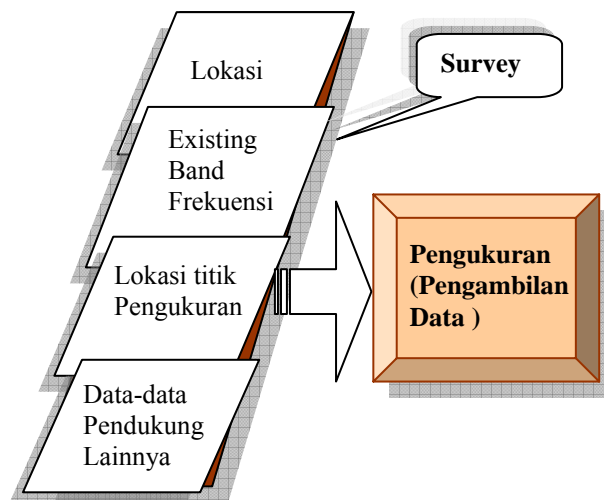 Lokasi
Survey
Existing
Band
Frekuensi
Lokasi titik
Pengukuran
Data-data
Pendukung
Lainnya
Pengukuran
(Pengambilan
Data )